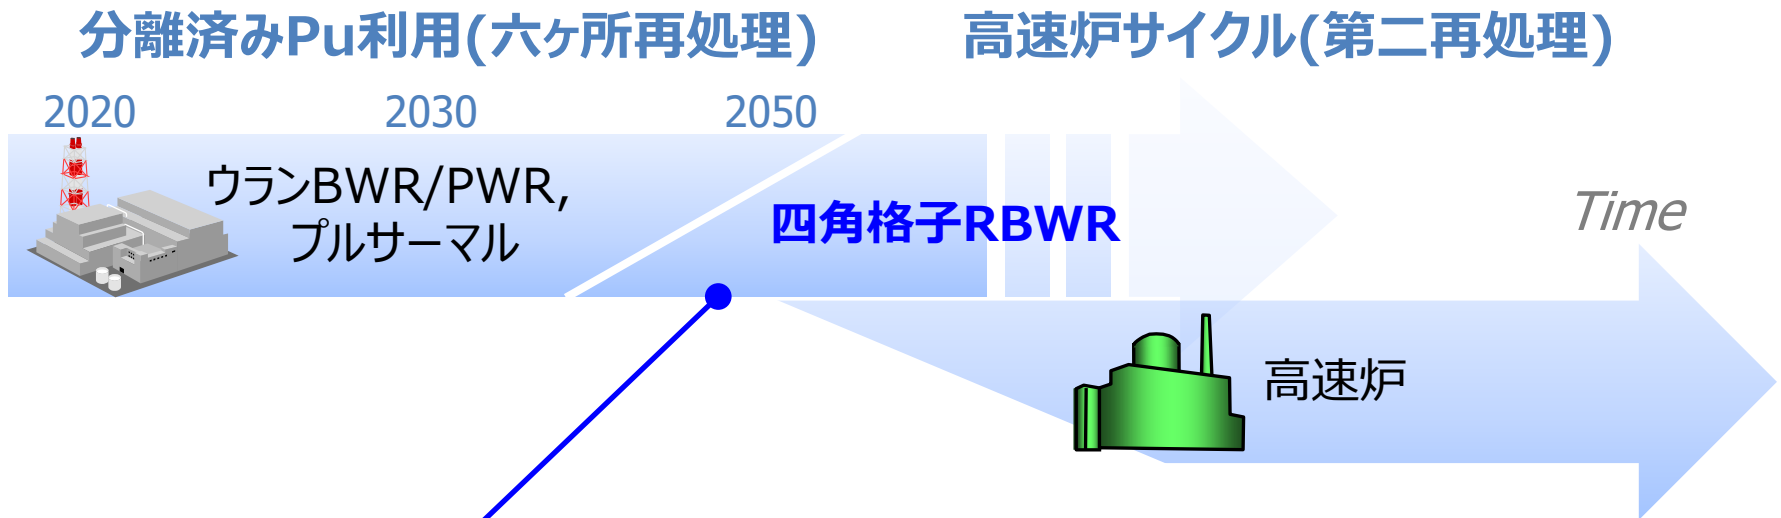 分離済みPu利用(六ヶ所再処理)
高速炉サイクル(第二再処理)
2020
2030
2050
ウランBWR/PWR,
プルサーマル
四角格子RBWR
Time
高速炉